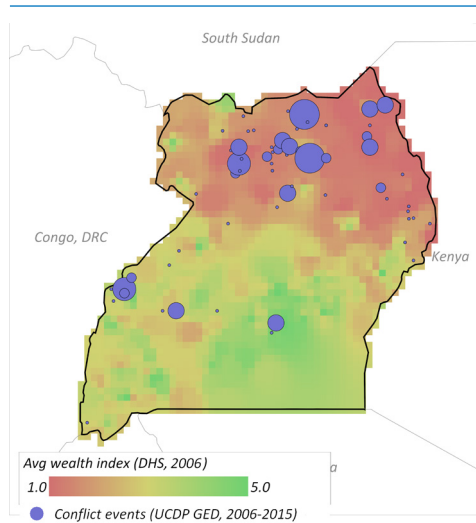 South Sudan
Congo, DRC
Kenya
Avg wealth index (DHS, 2006)
1.0 5.0
a
Conflict events (UCDP GED, 2006-2015)